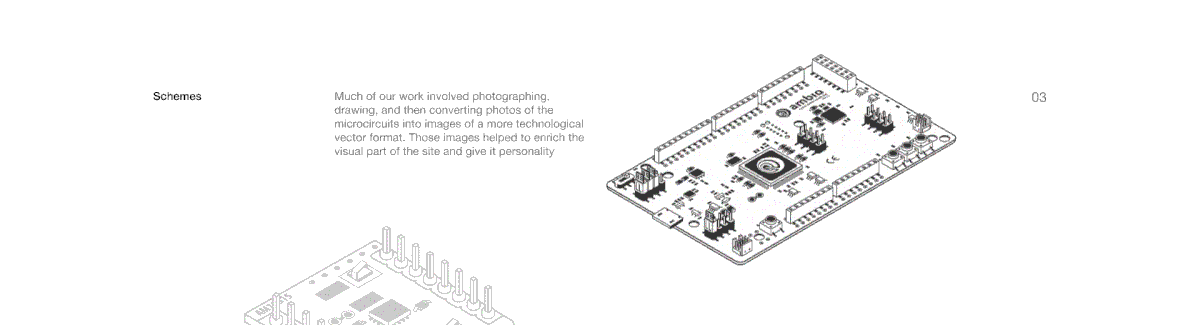 Schemes
Much of our work involved photographing,
drawing, and then converting photos of the
microcircuits into images of a more technological
vector format. Those images helped to enrich the
visual part of the site and give it personality
03
ambiq
CE